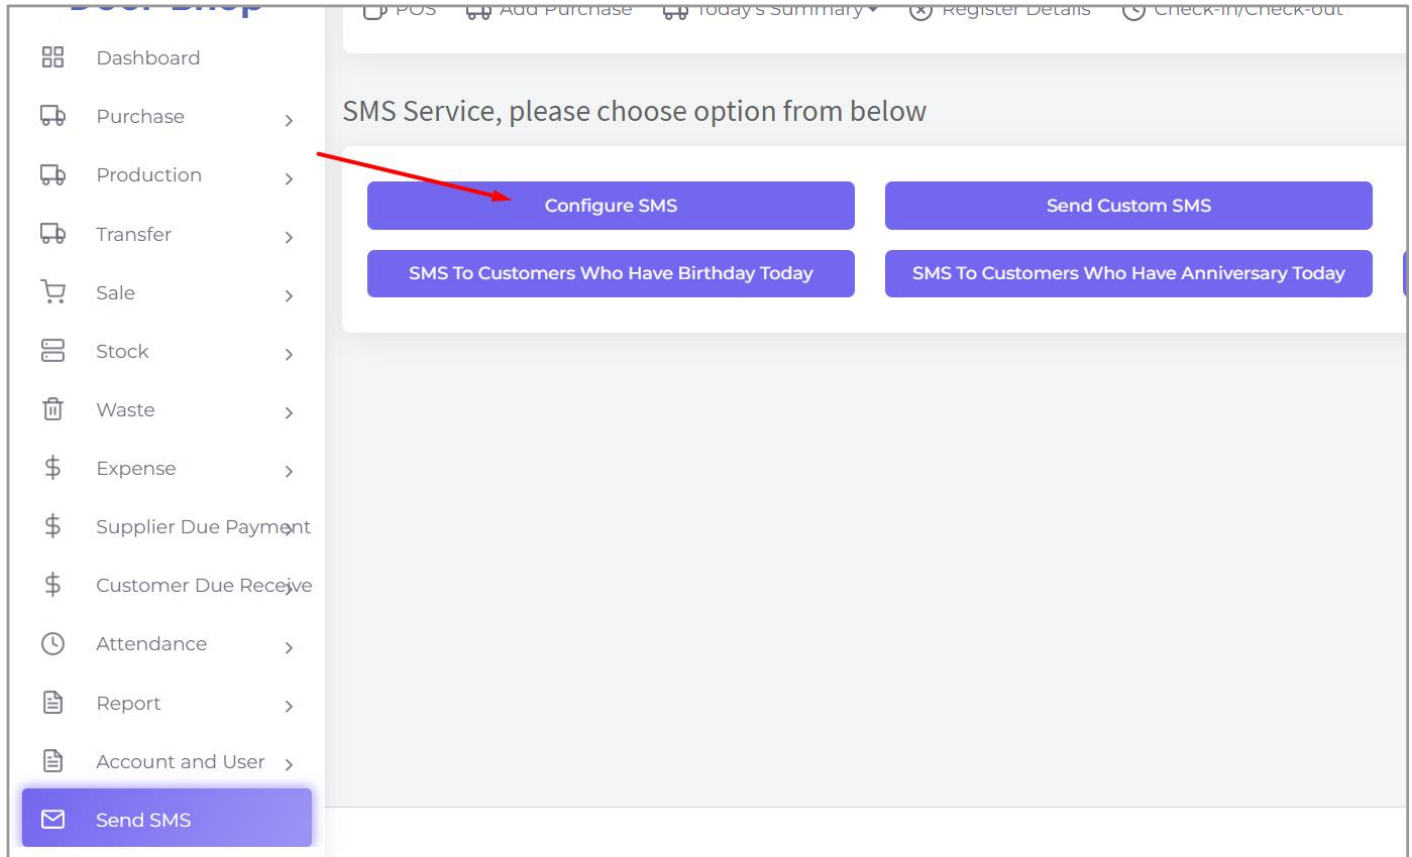 Shop
POS Add Purchase Today's Summary Register Details Check-In/Check-out
Dashboard
Purchase
Production
Transfer
Sale
Stock
Waste
Expense
Supplier Due Payment
Customer Due Receive
Attendance
Report
Account and User
Send SMS
SMS Service, please choose option from below
Configure SMS Send Custom SMS
SMS To Customers Who Have Birthday Today SMS To Customers Who Have Anniversary Today